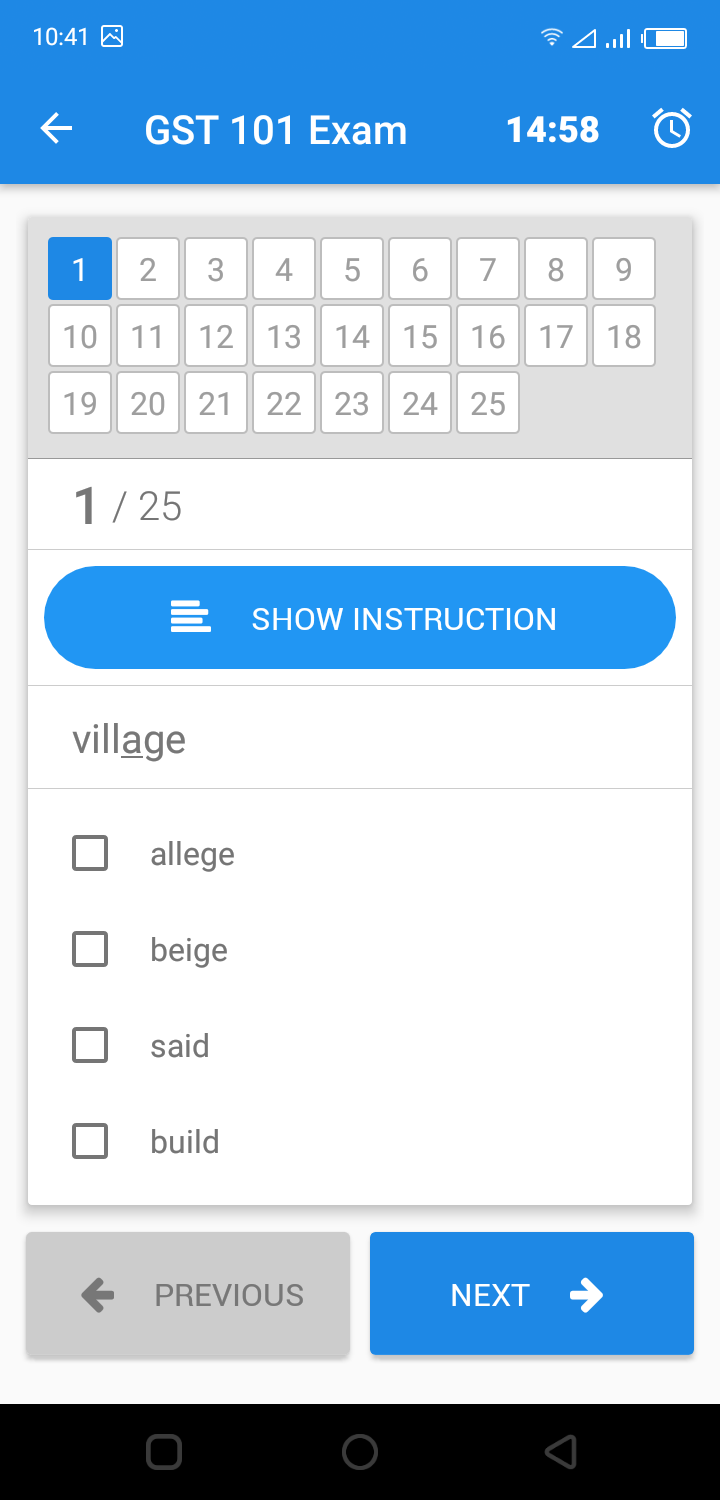 10:41
GST 101 Exam 14:58
1 2 3 4 5 6 7 8 9
10 11 12 13 14 15 16 17 18
19 20 21 22 23 24 25
1 / 25
SHOW INSTRUCTION
village
allege
beige
said
build
PREVIOUS NEXT